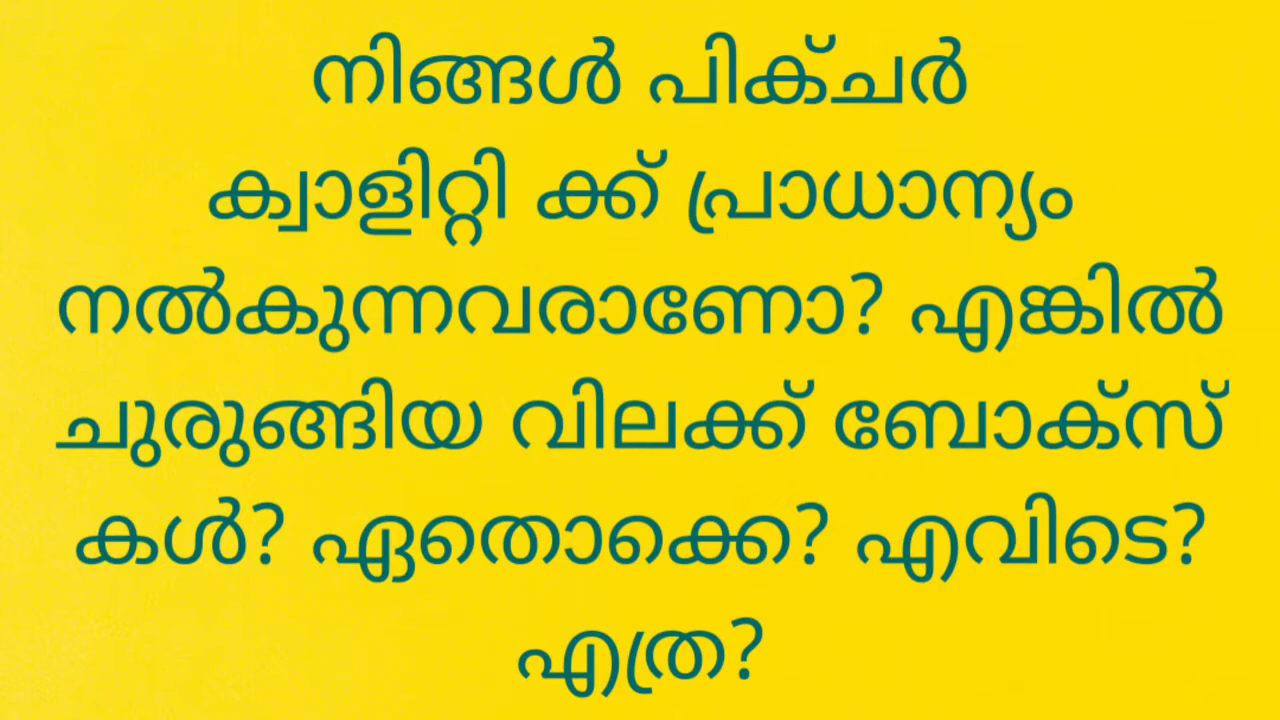 നിങ്ങൾ പിക്ചർ
ക്വാളിറ്റി ക്ക് പ്രാധാന്യം
നൽകുന്നവരാണോ? എങ്കിൽ
ചുരുങ്ങിയ വിലക്ക് ബോക്സ്
കൾ? ഏതൊക്കെ? എവിടെ?
എത്ര?